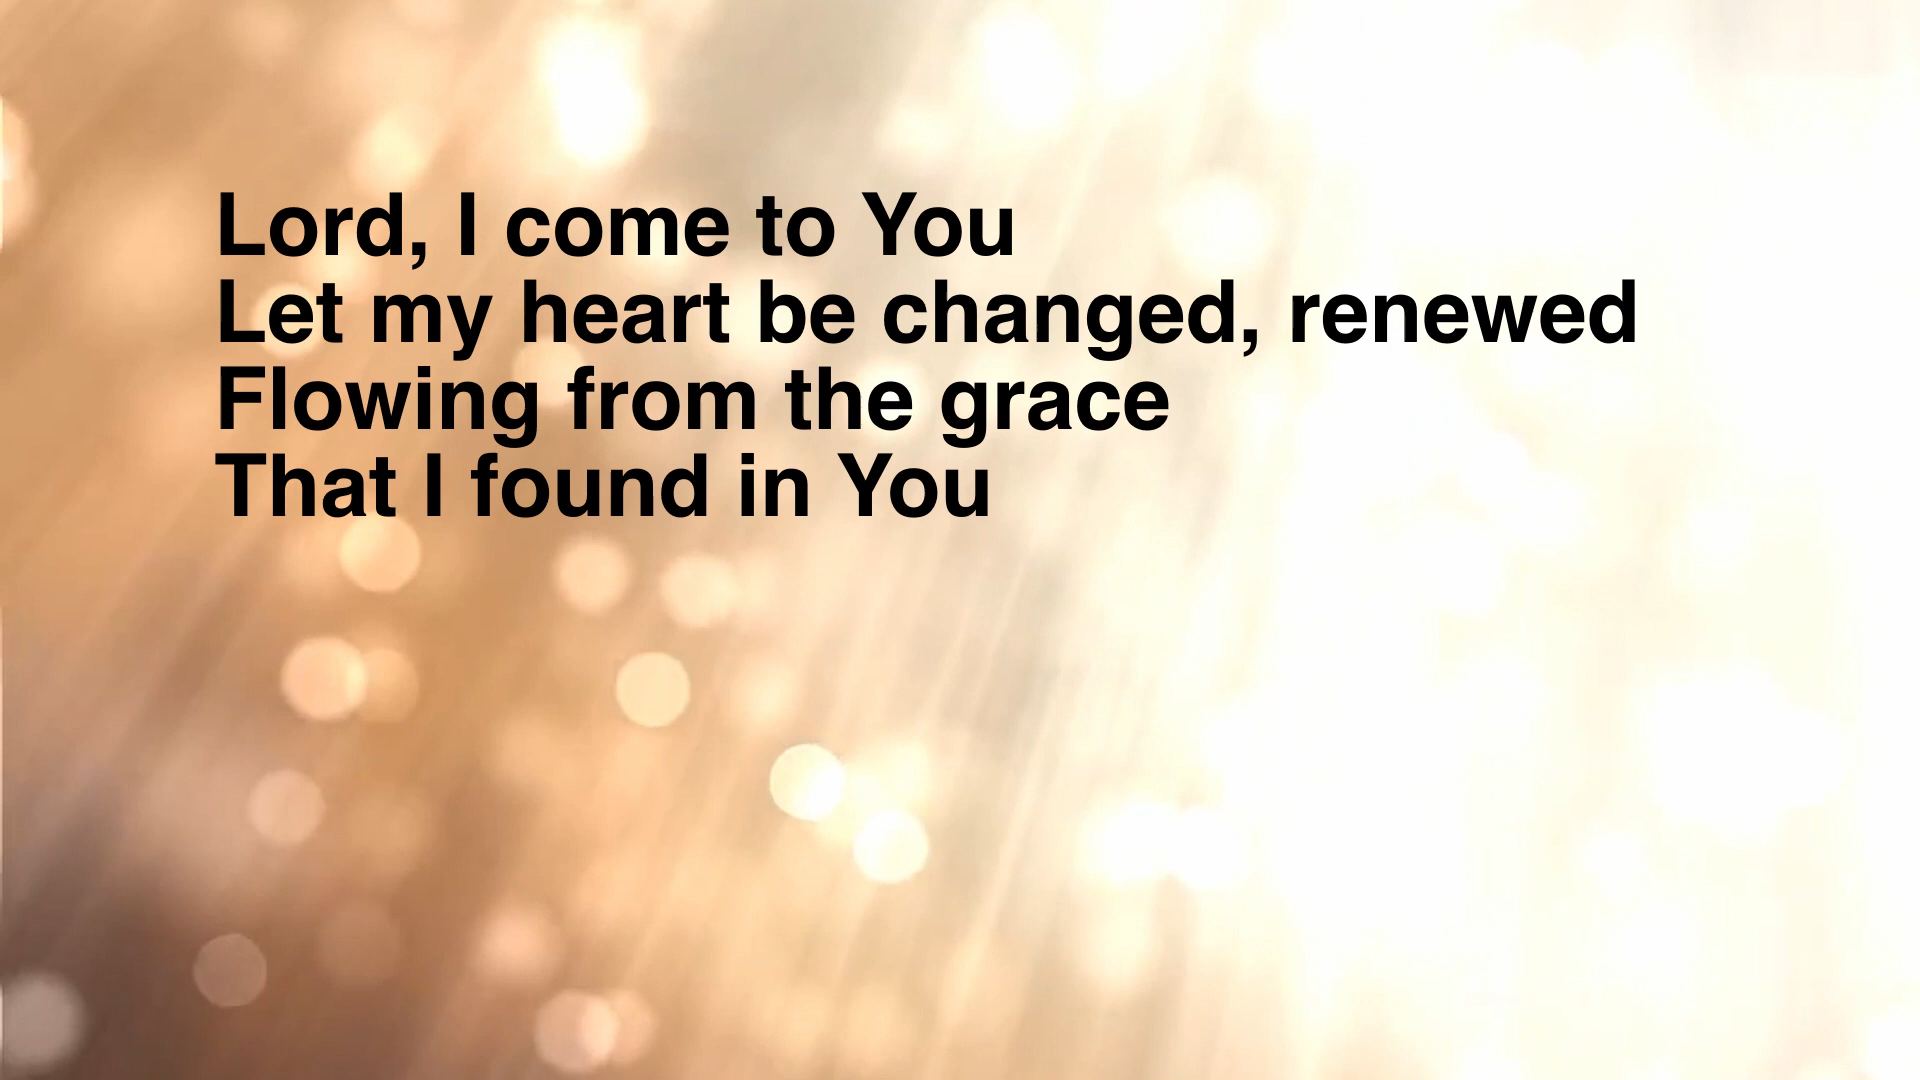 Lord, I come to You
Let my heart be changed, renewed
Flowing from the grace
That I found in You